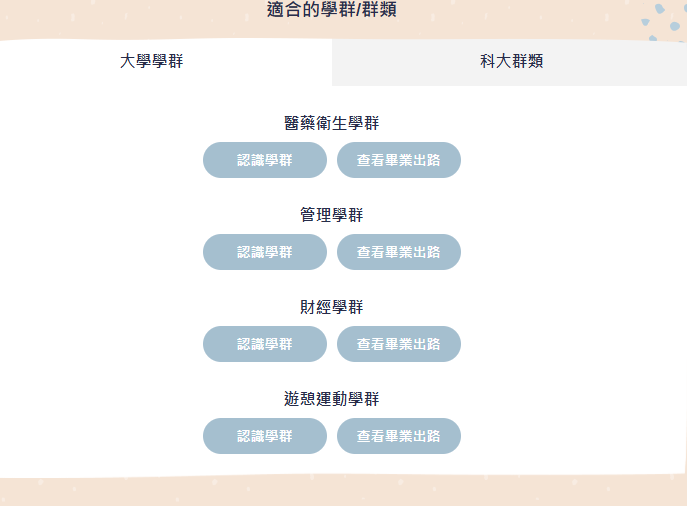 適合的學群/群類
大學學群 科大群類
醫藥衛生學群
認識學群 查看畢業出路
管理學群
認識學群 查看畢業出路
財經學群
認識學群 查看畢業出路
遊憩運動學群
認識學群 查看畢業出路